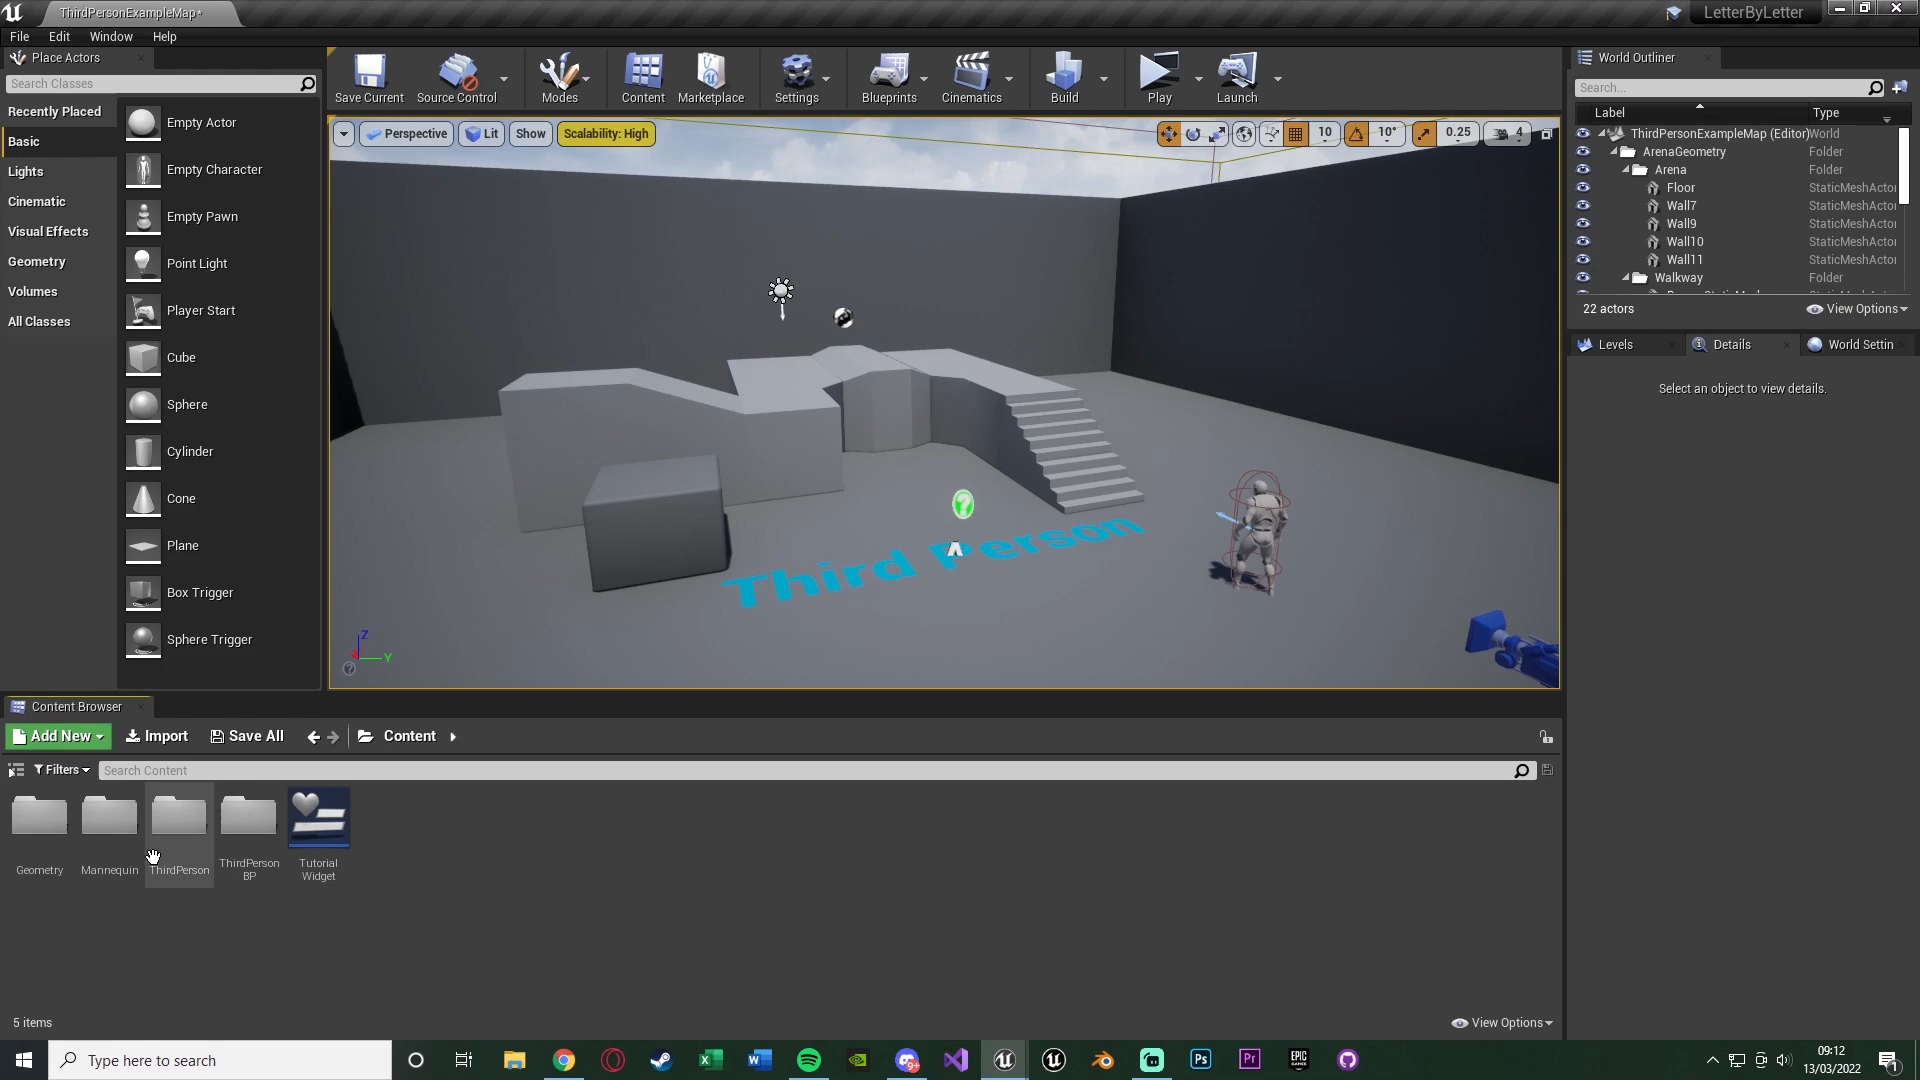 ThirdPersonExampleMap*
LetterByLetter
File Edit Window Help
Place Actors
Search Classes
Recently Placed
Basic
Lights
Cinematic
Visual Effects
Geometry
Volumes
All Classes
Empty Actor
Empty Character
Empty Pawn
Point Light
Player Start
Cube
Sphere
Cylinder
Cone
Plane
Box Trigger
Sphere Trigger
Save Current Source Control Modes Content Marketplace Settings Blueprints Cinematics Build Play Launch
Perspective Lit Show Scalability: High
10 10° 0.25 4
Third Person
Z
Y
World Outliner
Search...
Label Type
ThirdPersonExampleMap (Editor) World
ArenaGeometry Folder
Arena Folder
Floor StaticMeshActor
Wall7 StaticMeshActor
Wall9 StaticMeshActor
Wall10 StaticMeshActor
Wall11 StaticMeshActor
Walkway Folder
22 actors View Options
Levels Details World Settin
Select an object to view details.
Content Browser
Add New Import Save All Content
Filters Search Content
Geometry
Mannequin
ThirdPerson
ThirdPerson
BP
Tutorial
Widget
5 items View Options
Type here to search
9+
Ps
Pr
EPIC
GAMES
09:12
13/03/2022
1